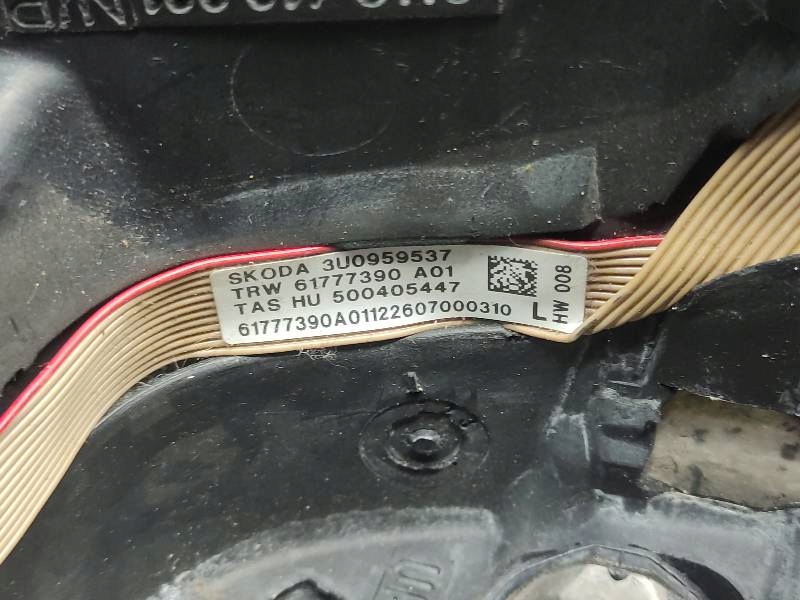 SKODA 3U0959537
TRW 61777390 A01
TAS HU 500405447
61777390A01122607000310
L
HW 008